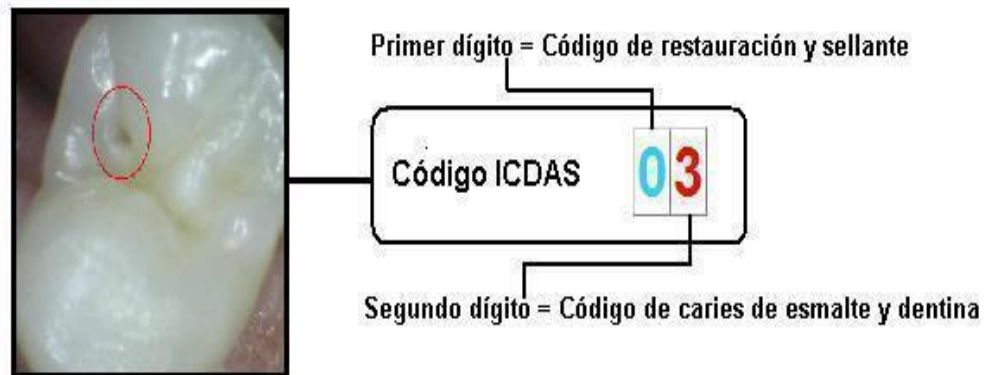 Primer dígito = Código de restauración y sellante
Código ICDAS 03
Segundo dígito = Código de caries de esmalte y dentina